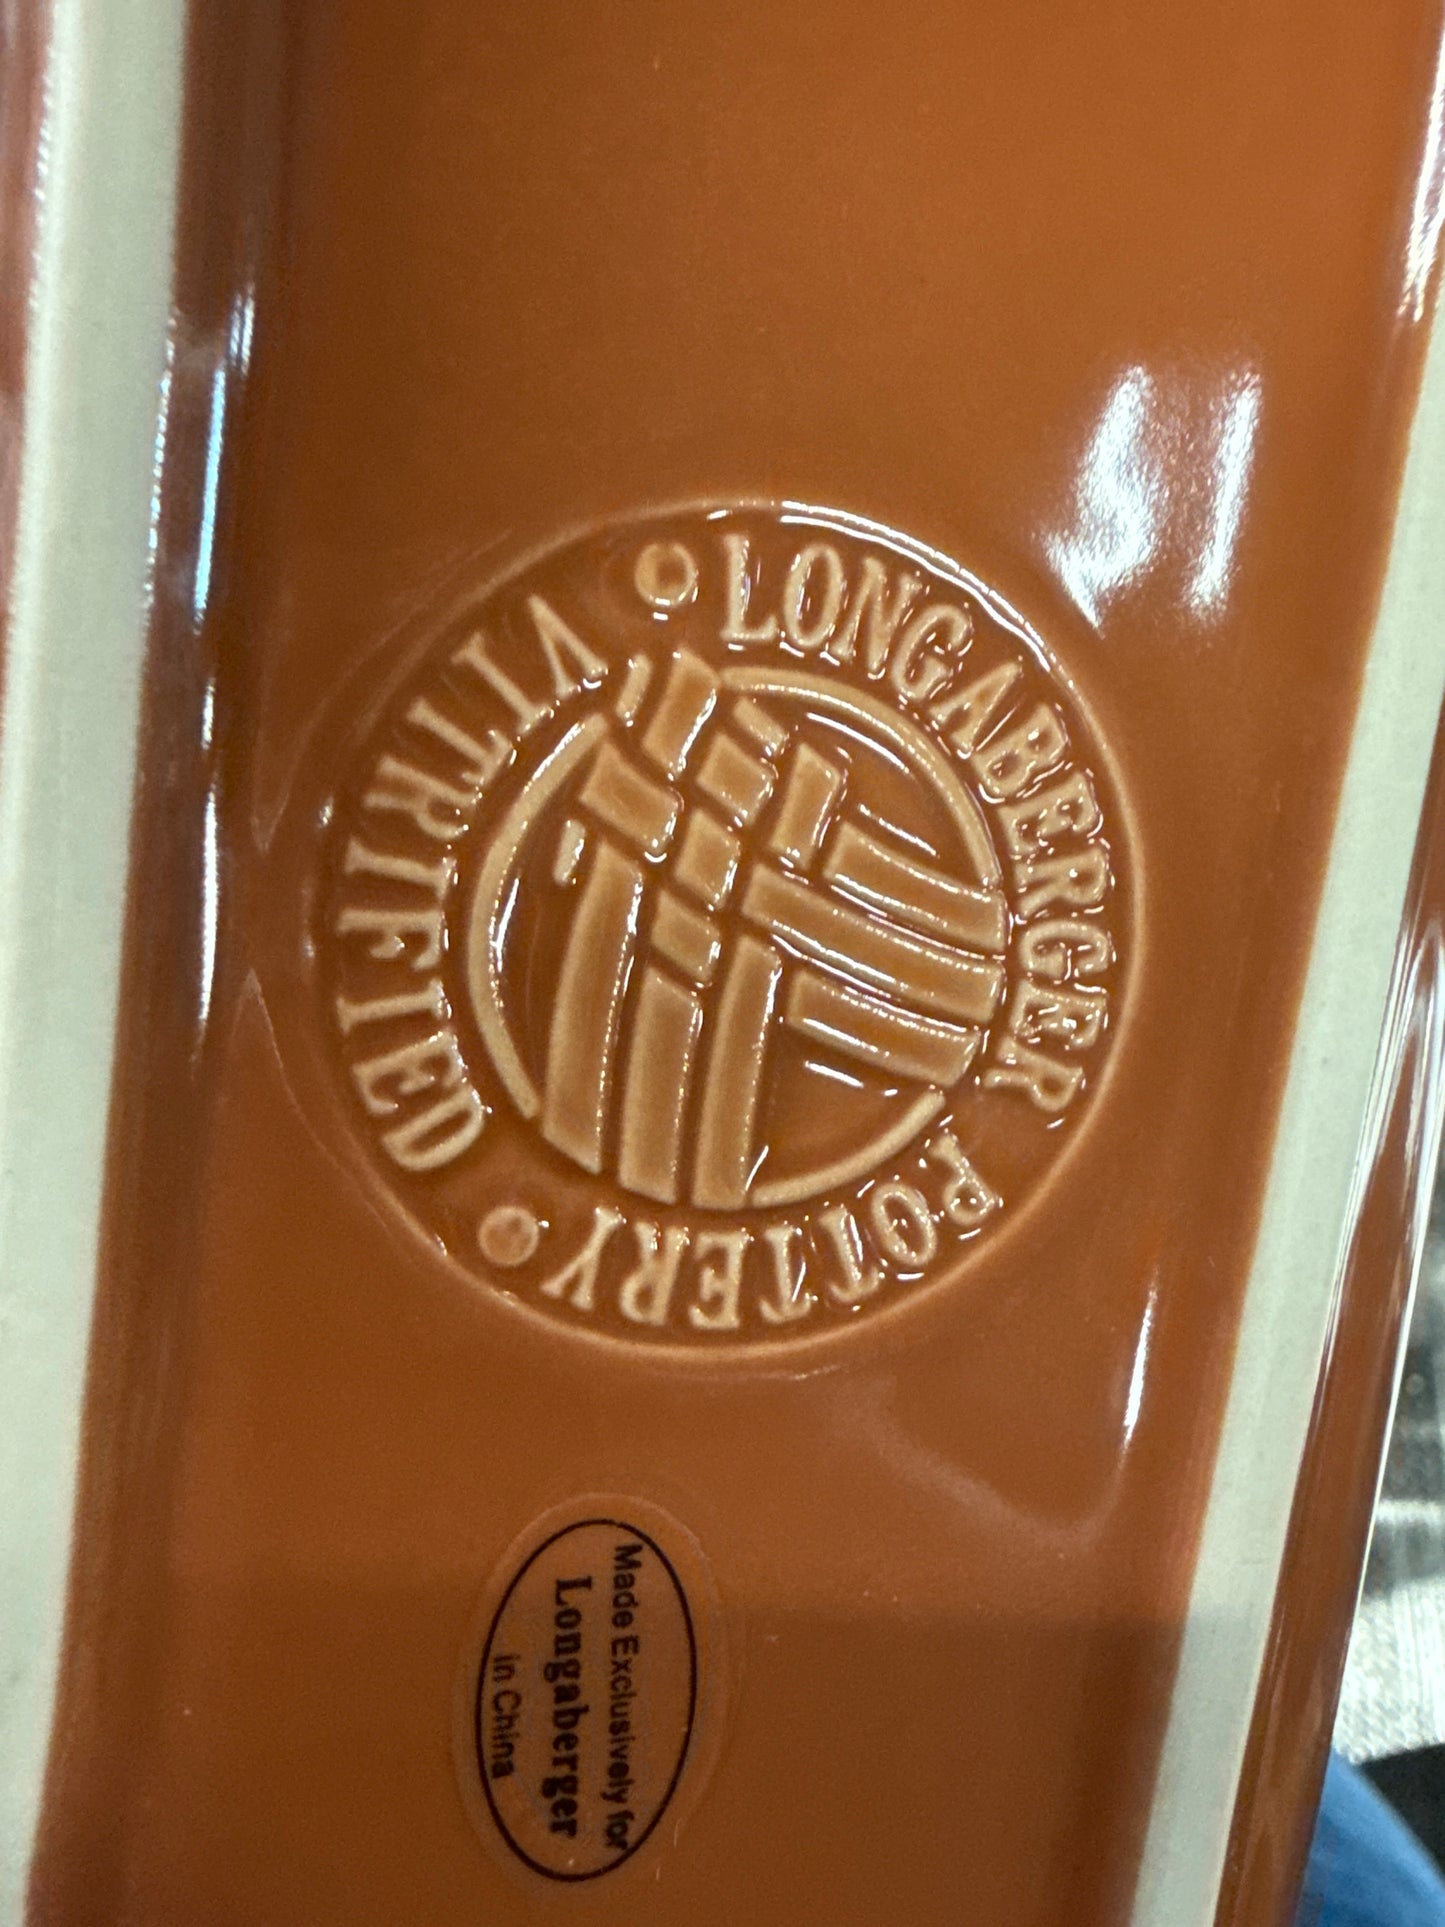 LONGABERGER POTTERY • VITRIFIED •
Made Exclusively for
Longaberger
in China